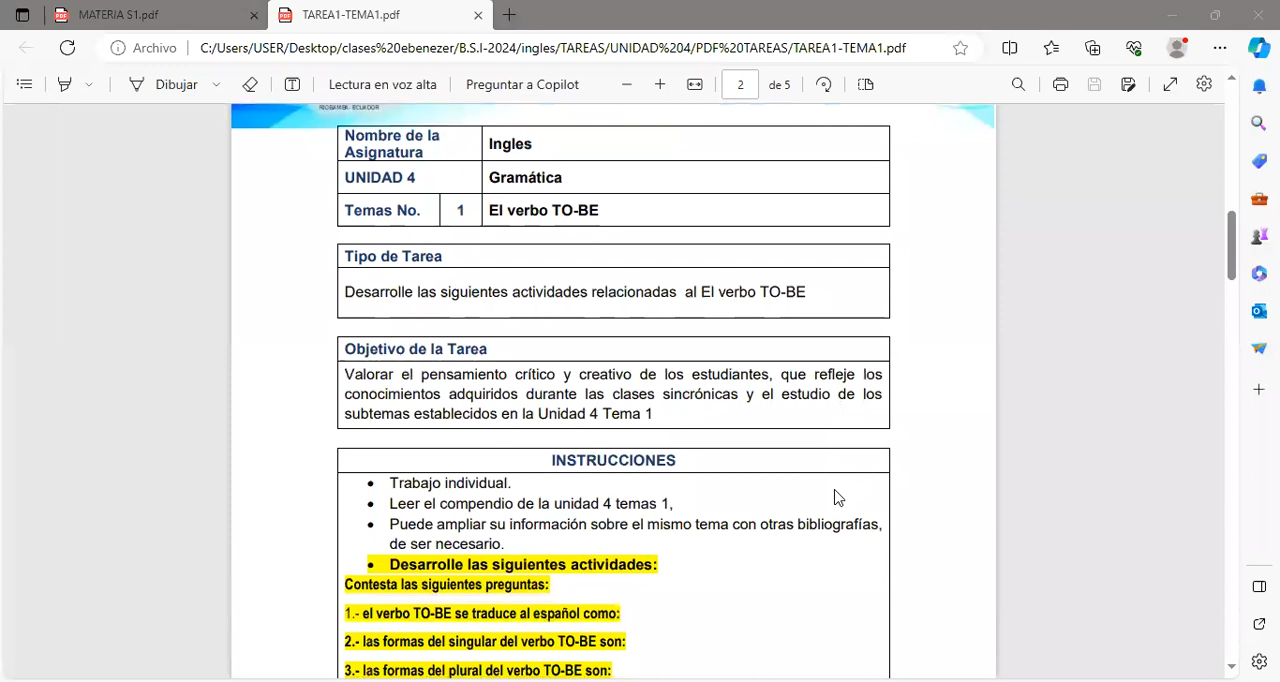 MATERIA S1.pdf
TAREA1-TEMA1.pdf
Archivo C:/Users/USER/Desktop/clases%20ebenezer/B.S.I-2024/ingles/TAREAS/UNIDAD%204/PDF%20TAREAS/TAREA1-TEMA1.pdf
Dibujar Lectura en voz alta Preguntar a Copilot 2 de 5
RIOBAMBA ECUADOR
Nombre de la Asignatura Ingles
UNIDAD 4 Gramática
Temas No. 1 El verbo TO-BE
Tipo de Tarea
Desarrolle las siguientes actividades relacionadas al El verbo TO-BE
Objetivo de la Tarea
Valorar el pensamiento crítico y creativo de los estudiantes, que refleje los
conocimientos adquiridos durante las clases sincrónicas y el estudio de los
subtemas establecidos en la Unidad 4 Tema 1
INSTRUCCIONES
• Trabajo individual.
• Leer el compendio de la unidad 4 temas 1,
• Puede ampliar su información sobre el mismo tema con otras bibliografías,
de ser necesario.
• Desarrolle las siguientes actividades:
Contesta las siguientes preguntas:
1.- el verbo TO-BE se traduce al español como:
2.- las formas del singular del verbo TO-BE son:
3.- las formas del plural del verbo TO-BE son: